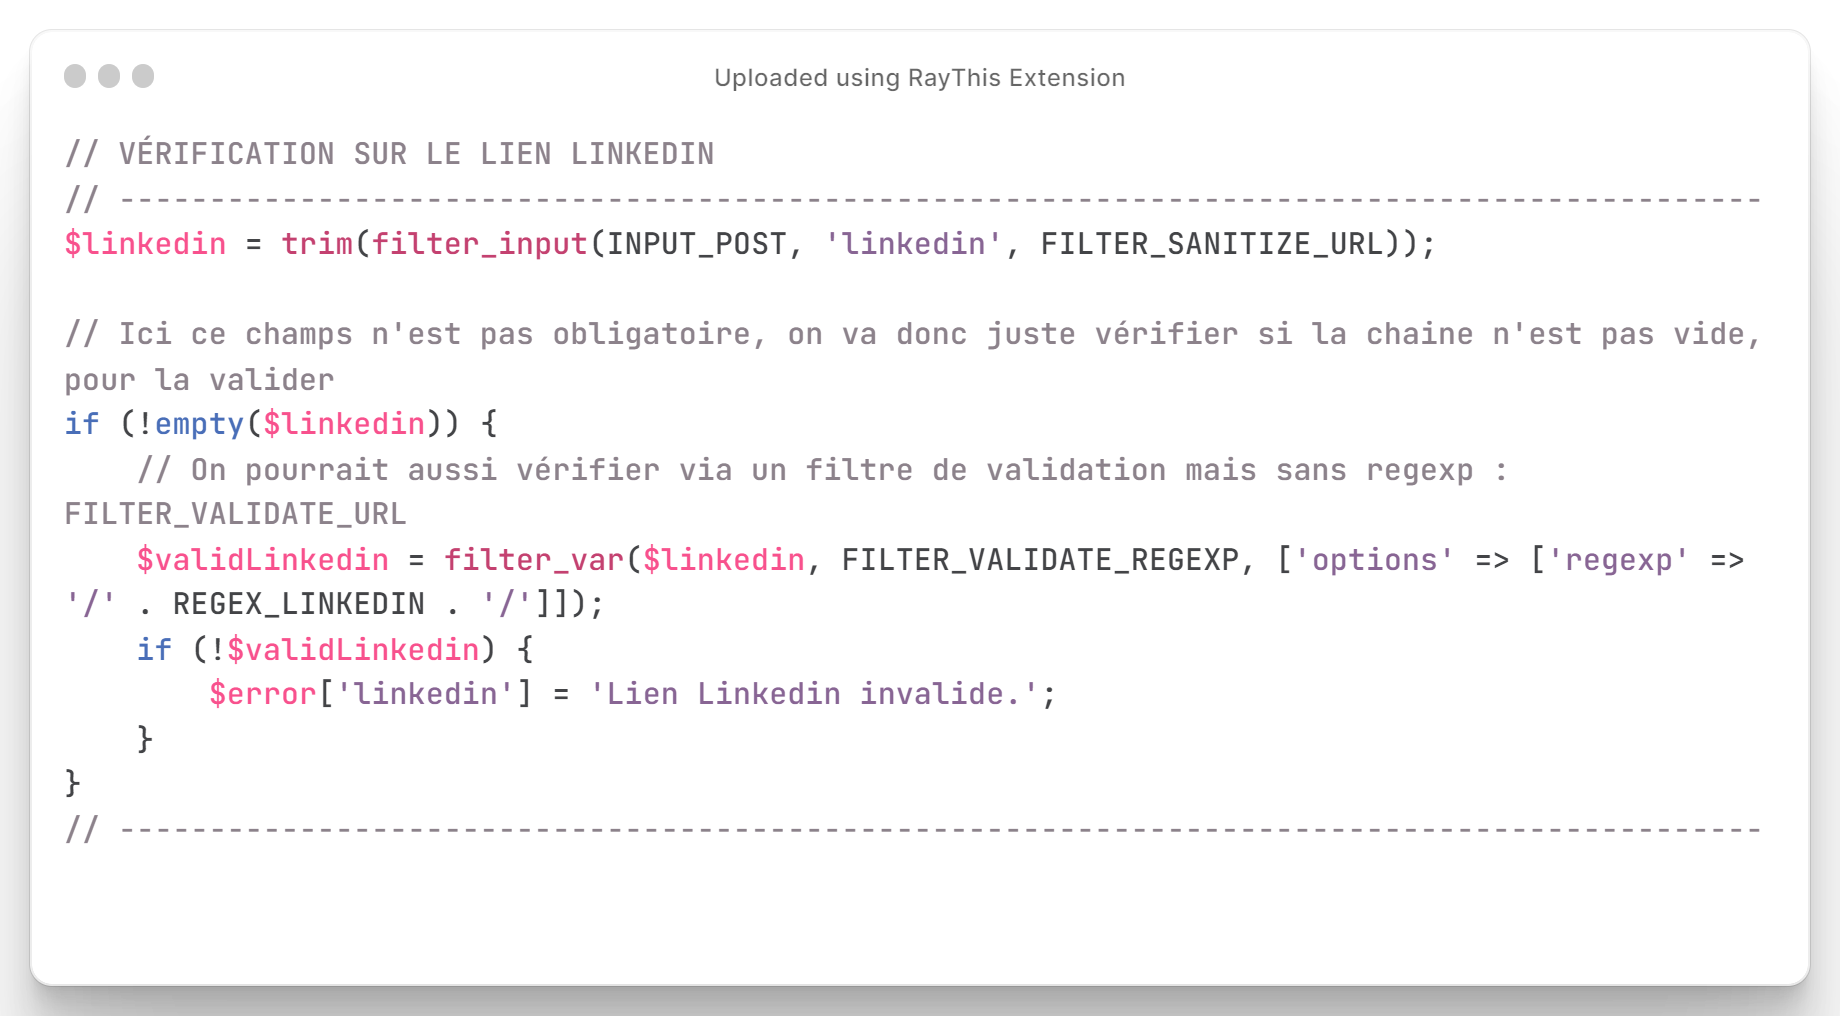 Uploaded using RayThis Extension
// VÉRIFICATION SUR LE LIEN LINKEDIN
// -------------------------------------------------------------------------------------------
$linkedin = trim(filter_input(INPUT_POST, 'linkedin', FILTER_SANITIZE_URL));

// Ici ce champs n'est pas obligatoire, on va donc juste vérifier si la chaine n'est pas vide,
pour la valider
if (!empty($linkedin)) {
    // On pourrait aussi vérifier via un filtre de validation mais sans regexp :
FILTER_VALIDATE_URL
    $validLinkedin = filter_var($linkedin, FILTER_VALIDATE_REGEXP, ['options' => ['regexp' =>
'/' . REGEX_LINKEDIN . '/']]);
    if (!$validLinkedin) {
        $error['linkedin'] = 'Lien Linkedin invalide.';
    }
}
// -------------------------------------------------------------------------------------------